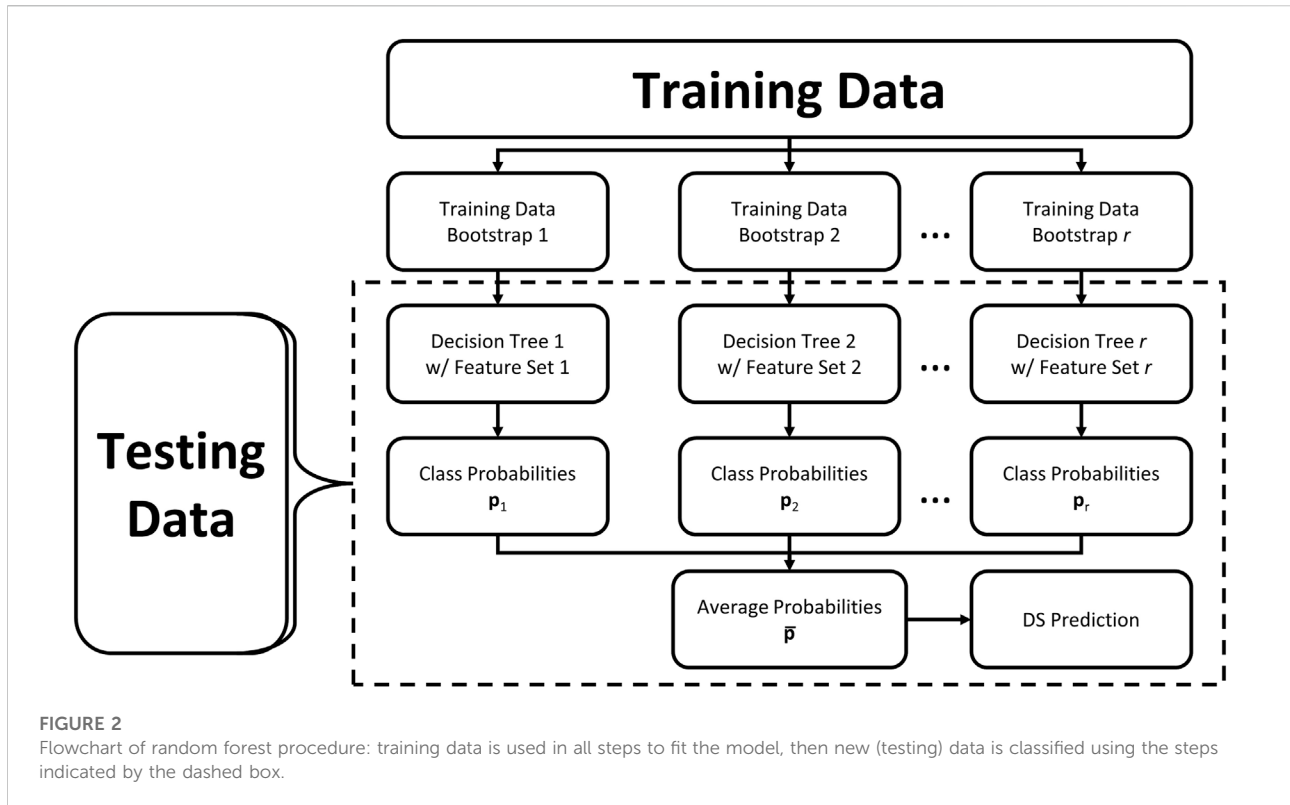 Training Data
Training Data
Bootstrap 1
Training Data
Bootstrap 2
...
Training Data
Bootstrap r
Testing
Data
Decision Tree 1
w/ Feature Set 1
Decision Tree 2
w/ Feature Set 2
...
Decision Tree r
w/ Feature Set r
Class Probabilities
p₁
Class Probabilities
p₂
...
Class Probabilities
pᵣ
Average Probabilities
p̄
DS Prediction
FIGURE 2
Flowchart of random forest procedure: training data is used in all steps to fit the model, then new (testing) data is classified using the steps
indicated by the dashed box.